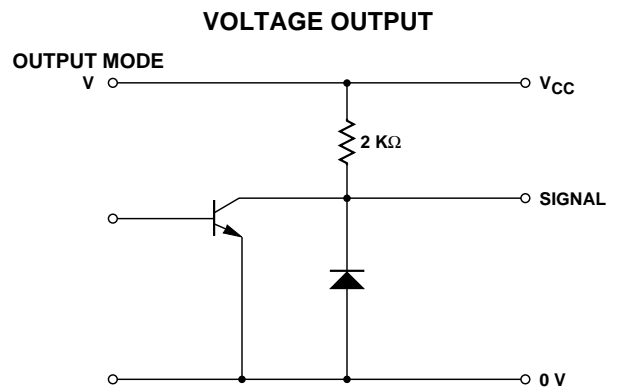 VOLTAGE OUTPUT
OUTPUT MODE
V
VCC
2 KΩ
SIGNAL
0 V